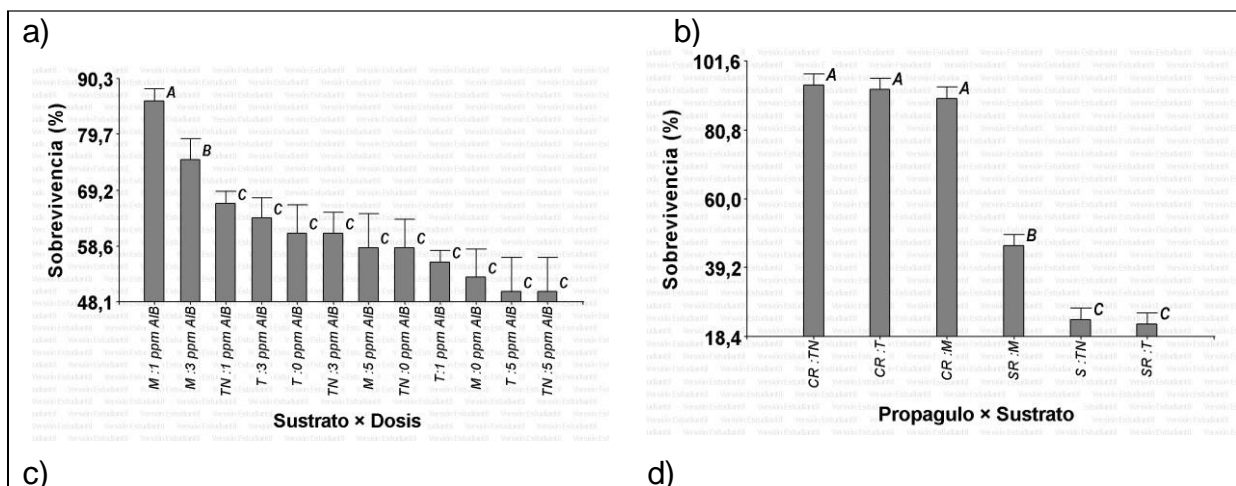 a)
b)
90,3
79,7
69,2
58,6
48,1
Sobrevivencia (%)
A
B
C
C
C
C
C
C
C
C
C
C
M :1 ppm AIB
M :3 ppm AIB
TN :1 ppm AIB
T :3 ppm AIB
T :0 ppm AIB
TN :3 ppm AIB
M :5 ppm AIB
TN :0 ppm AIB
T:1 ppm AIB
M :0 ppm AIB
T :5 ppm AIB
TN :5 ppm AIB
Sustrato × Dosis
101,6
80,8
60,0
39,2
18,4
Sobrevivencia (%)
A
A
A
B
C
C
CR :TN
CR :T
CR :M
SR :M
S :TN
SR :T
Propagulo × Sustrato
Versión Estudiantil
c)
d)